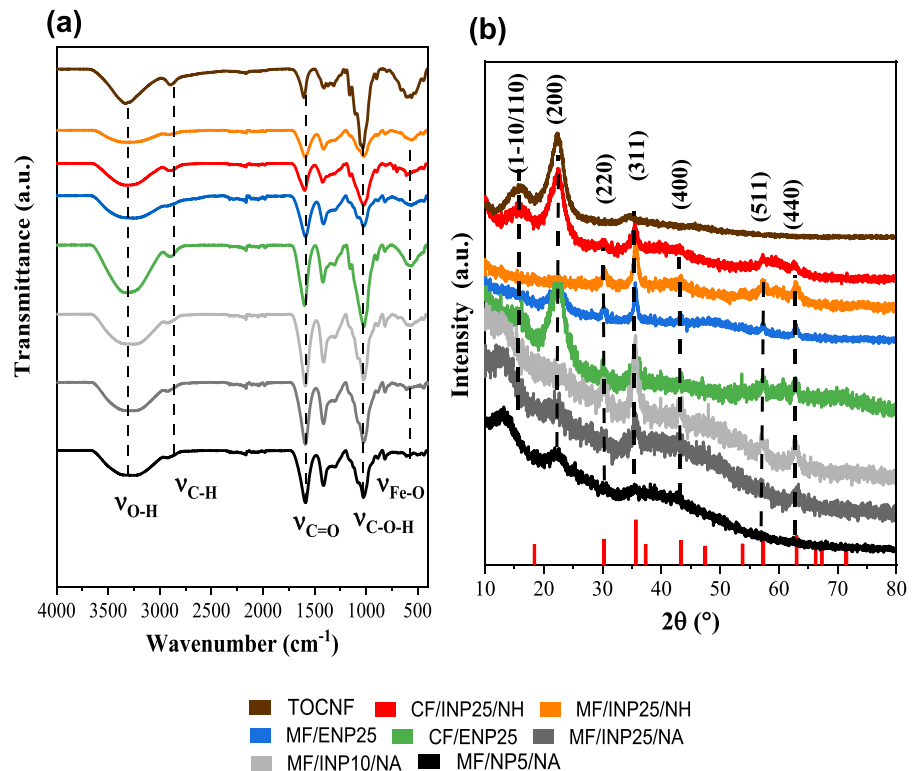 (a)
Transmittance (a.u.)
νO-H
νC-H
νC=O
νC-O-H
νFe-O
4000 3500 3000 2500 2000 1500 1000 500
Wavenumber (cm-1)
(b)
Intensity (a.u.)
(1-10/110)
(200)
(220)
(311)
(400)
(511)
(440)
10 20 30 40 50 60 70 80
2θ (°)
TOCNF CF/INP25/NH MF/INP25/NH
MF/ENP25 CF/ENP25 MF/INP25/NA
MF/INP10/NA MF/NP5/NA